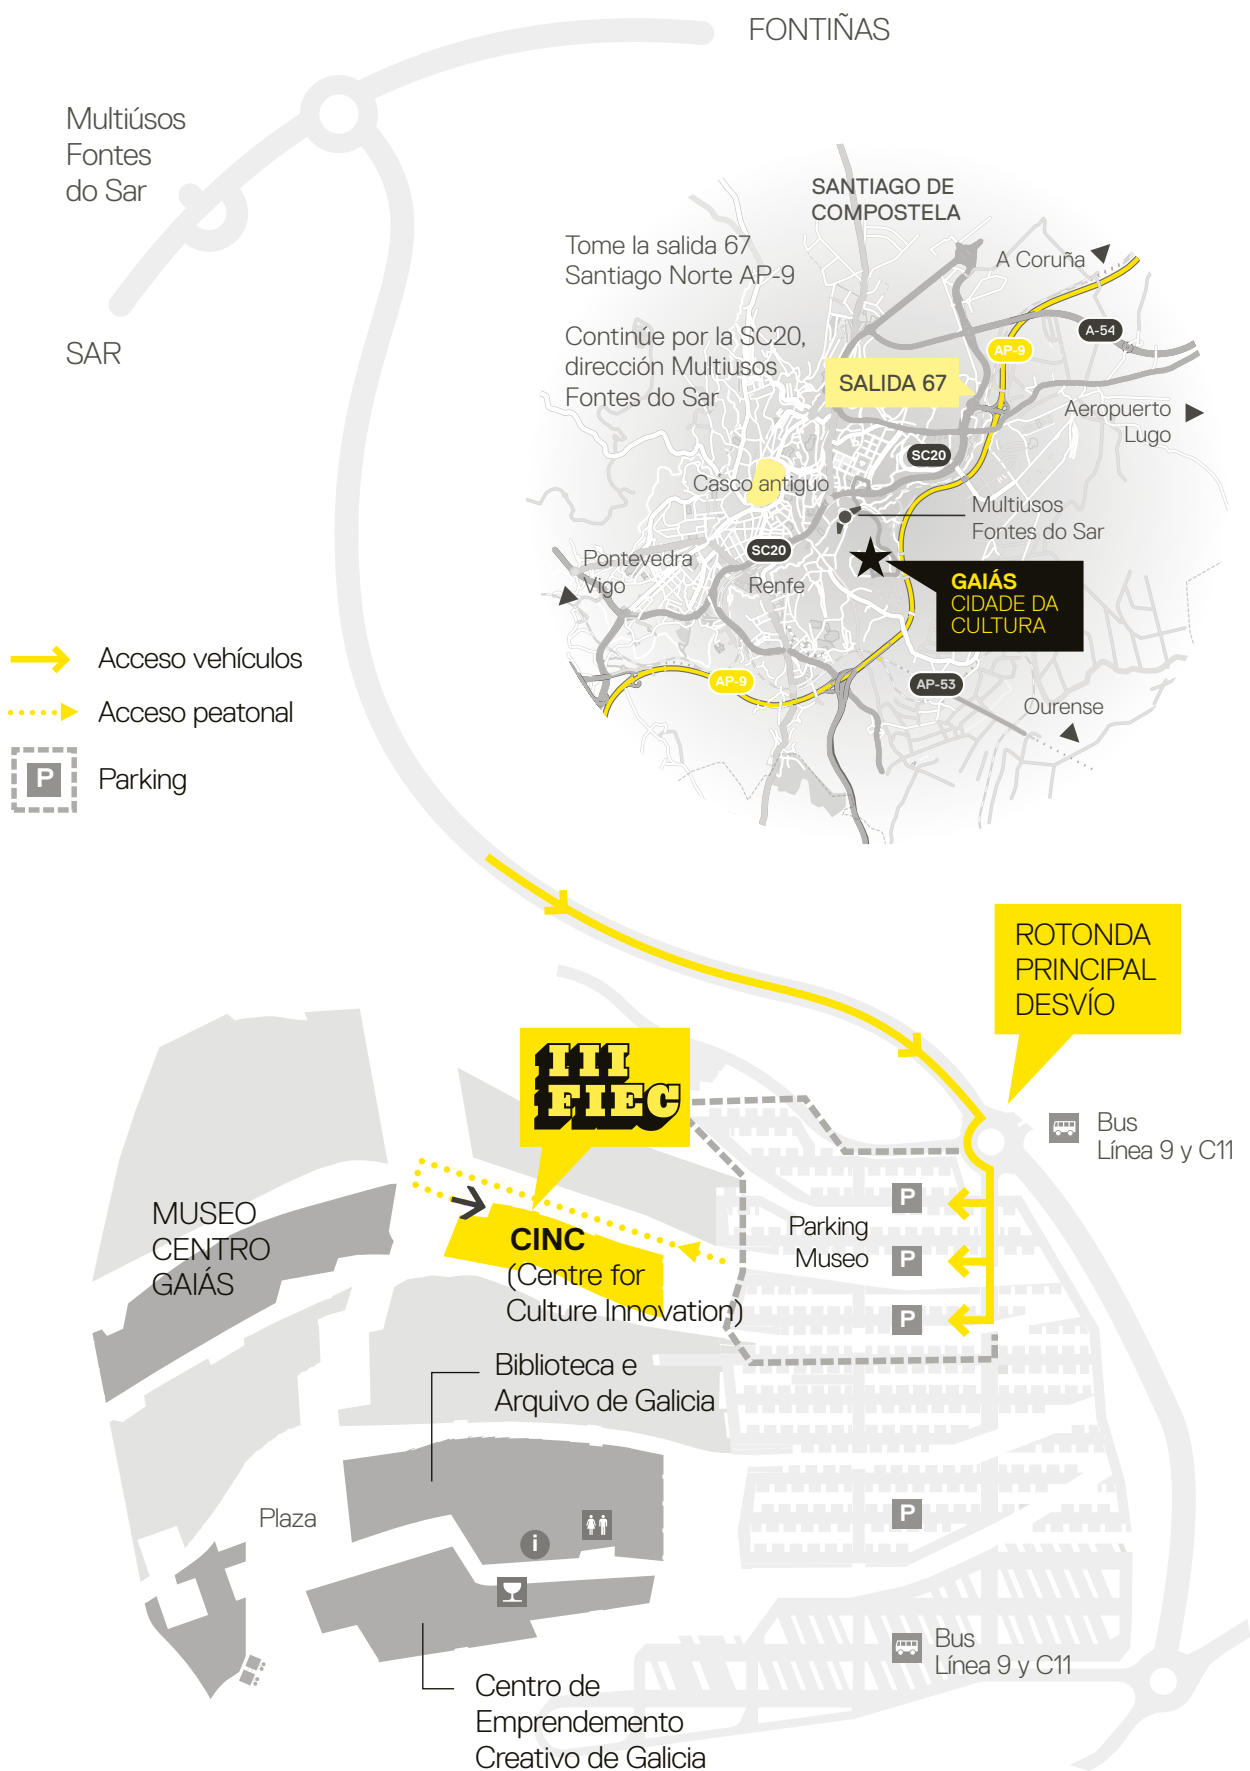 FONTIÑAS
Multiúsos
Fontes
do Sar
SAR
SANTIAGO DE
COMPOSTELA
Tome la salida 67
Santiago Norte AP-9
Continúe por la SC20,
dirección Multiusos
Fontes do Sar
A Coruña
A-54
AP-9
SALIDA 67
Aeropuerto
Lugo
SC20
Casco antiguo
Multiusos
Fontes do Sar
SC20
Pontevedra
Vigo
Renfe
GAIÁS
CIDADE DA
CULTURA
AP-9
AP-53
Ourense
Acceso vehículos
Acceso peatonal
P
Parking
ROTONDA
PRINCIPAL
DESVÍO
III
FIEC
Bus
Línea 9 y C11
MUSEO
CENTRO
GAIÁS
CINC
(Centre for
Culture Innovation)
P
Parking
Museo
P
P
Biblioteca e
Arquivo de Galicia
Plaza
i
P
Bus
Línea 9 y C11
Centro de
Emprendemento
Creativo de Galicia